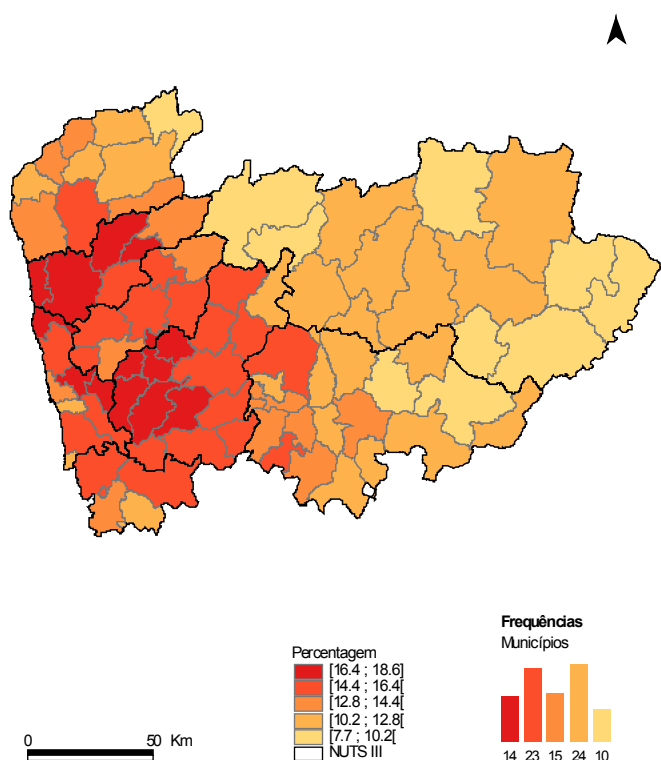 Frequências
Municípios
Percentagem
[16.4 ; 18.6]
[14.4 ; 16.4[
[12.8 ; 14.4[
[10.2 ; 12.8[
[7.7 ; 10.2[
NUTS III
0 50 Km
14 23 15 24 10